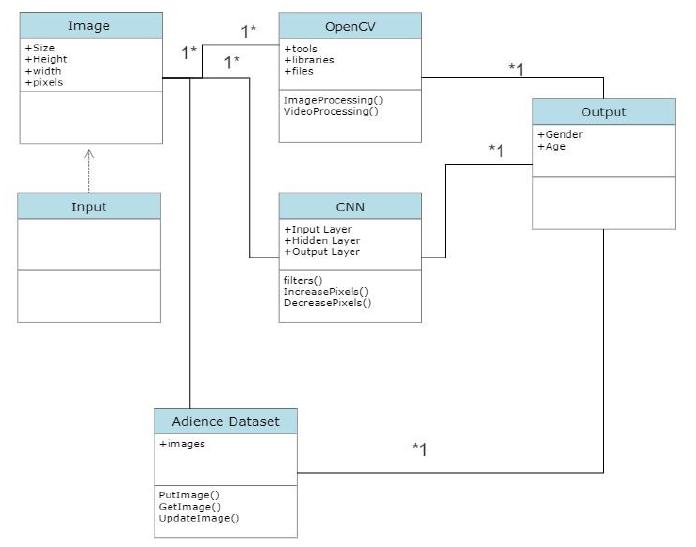 Image
+Size
+Height
+width
+pixels
1*
1*
1*
OpenCV
+tools
+libraries
+files
ImageProcessing()
VideoProcessing()
*1
Output
+Gender
+Age
*1
Input
CNN
+Input Layer
+Hidden Layer
+Output Layer
filters()
IncreasePixels()
DecreasePixels()
Adience Dataset
+images
PutImage()
GetImage()
UpdateImage()
*1